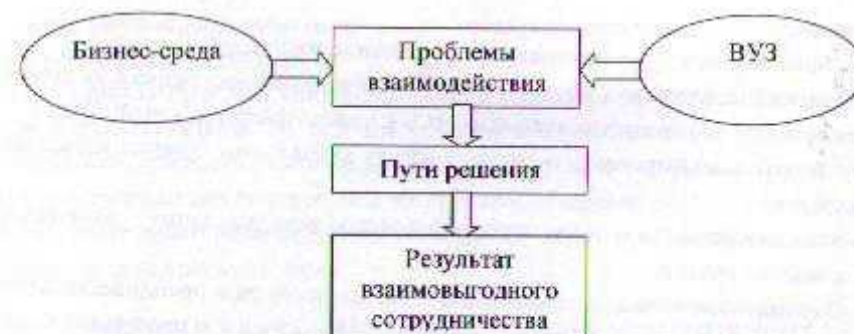 Бизнес-среда
Проблемы
взаимодействия
ВУЗ
Пути решения
Результат
взаимовыгодного
сотрудничества